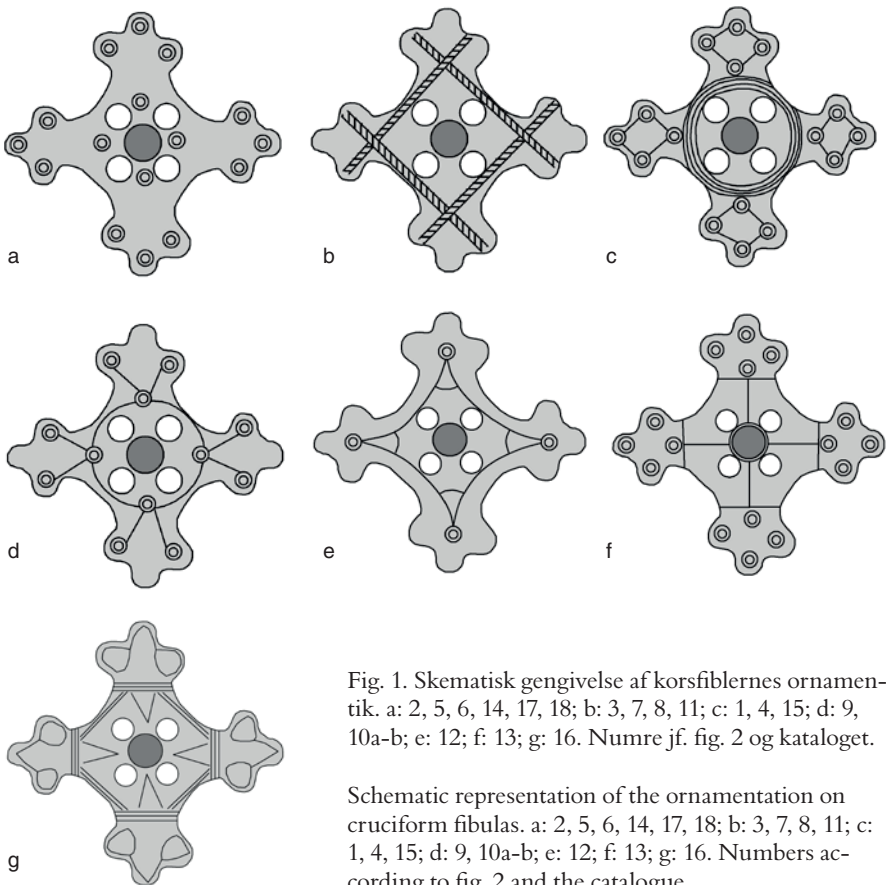 a
b
c
d
e
f
g
Fig. 1. Skematisk gengivelse af korsfiblernes ornamen-
tik. a: 2, 5, 6, 14, 17, 18; b: 3, 7, 8, 11; c: 1, 4, 15; d: 9,
10a-b; e: 12; f: 13; g: 16. Numre jf. fig. 2 og kataloget.
Schematic representation of the ornamentation on
cruciform fibulas. a: 2, 5, 6, 14, 17, 18; b: 3, 7, 8, 11; c:
1, 4, 15; d: 9, 10a-b; e: 12; f: 13; g: 16. Numbers ac-
cording to fig. 2 and the catalogue.